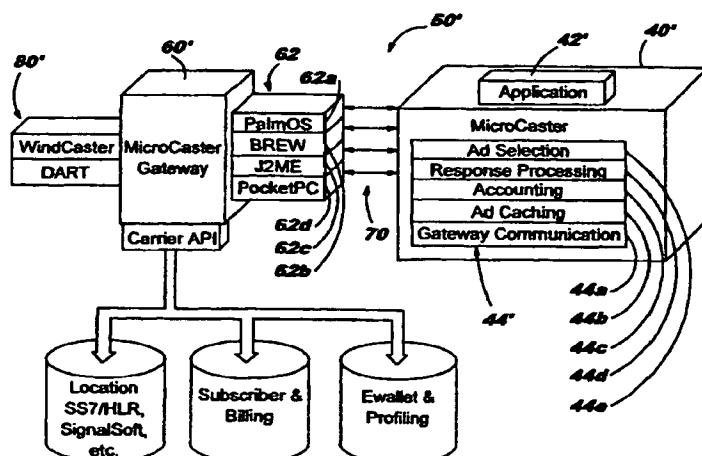 50'
80'
60'
62
62a
42'
40'
Application
MicroCaster
WindCaster
DART
MicroCaster
Gateway
PalmOS
BREW
J2ME
PocketPC
Ad Selection
Response Processing
Accounting
Ad Caching
Gateway Communication
Carrier API
62d
62c
62b
70
44'
44a
44b
44c
44d
44e
Location
SS7/HLR,
SignalSoft,
etc.
Subscriber &
Billing
Ewallet &
Profiling